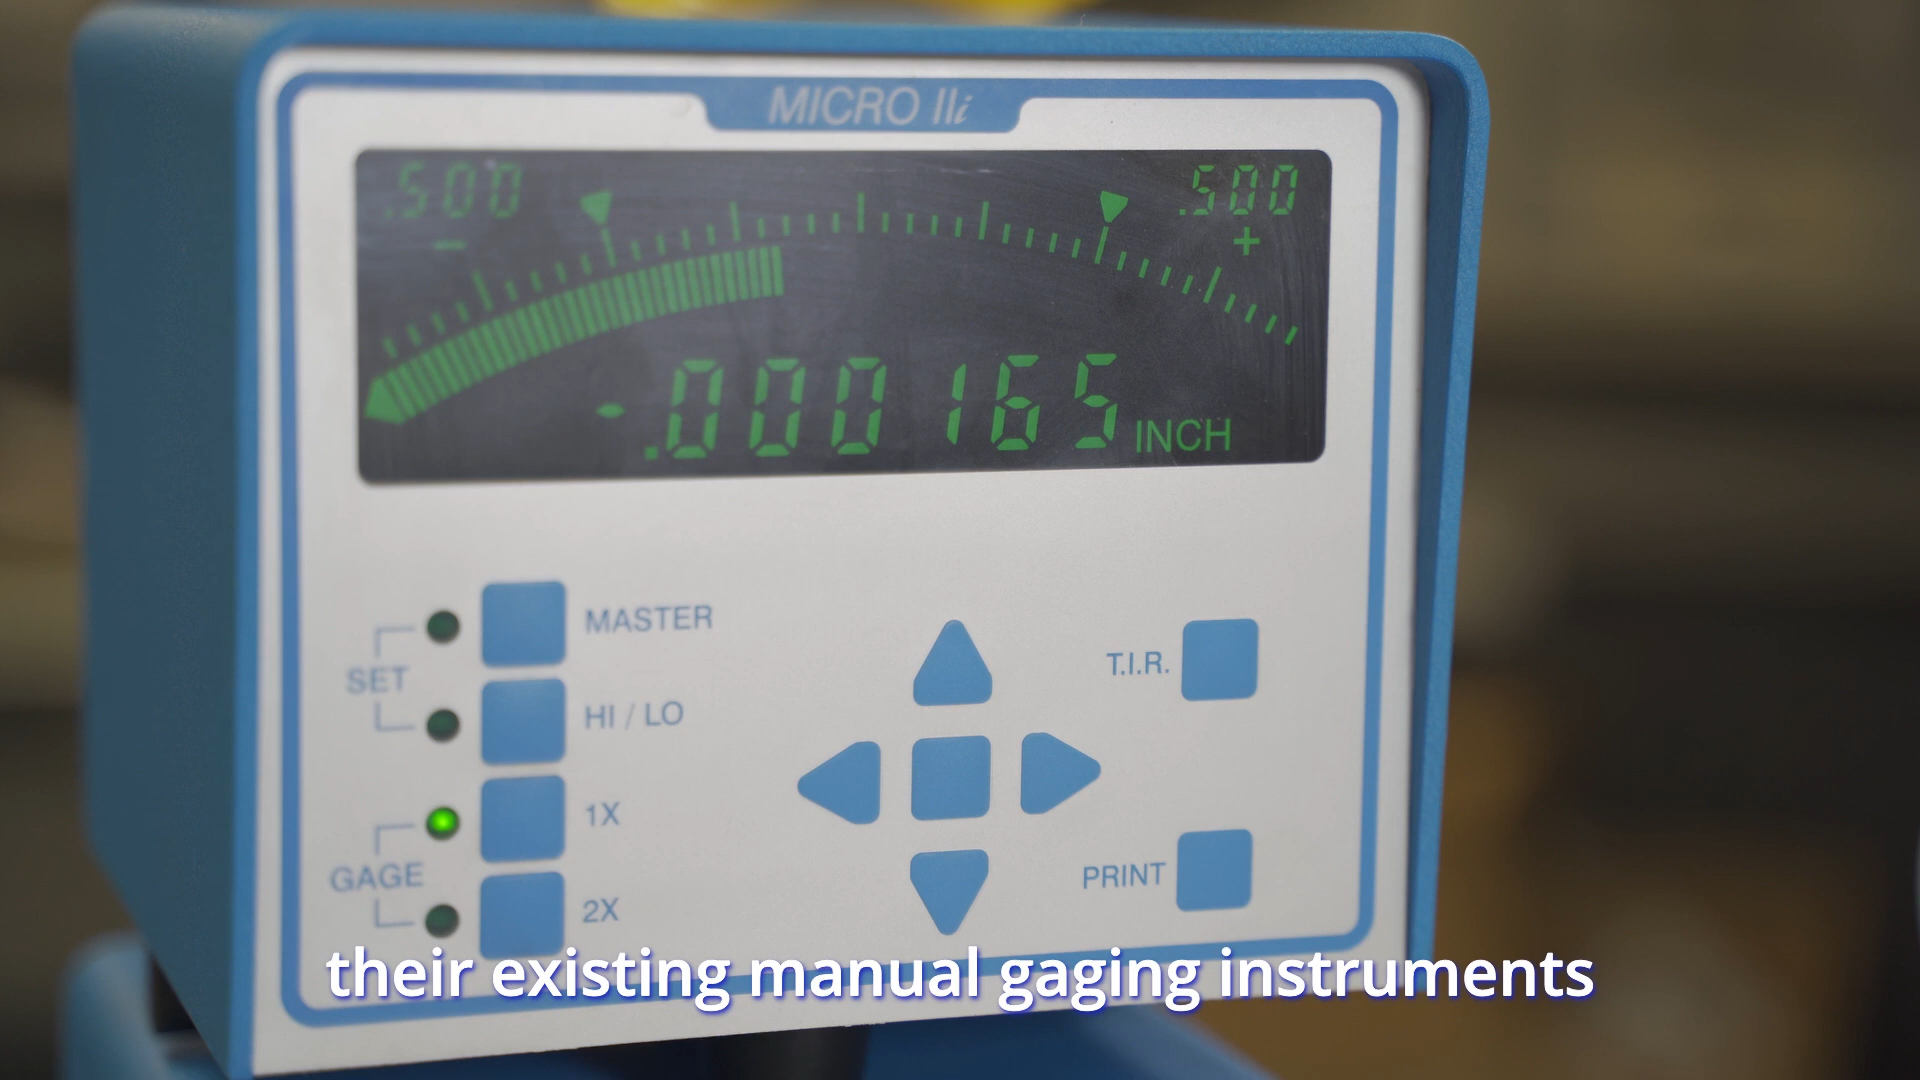 MICRO IIi
.500
.500
-
+
-.000165 INCH
MASTER
SET
HI / LO
T.I.R.
1X
GAGE
2X
PRINT
their existing manual gaging instruments